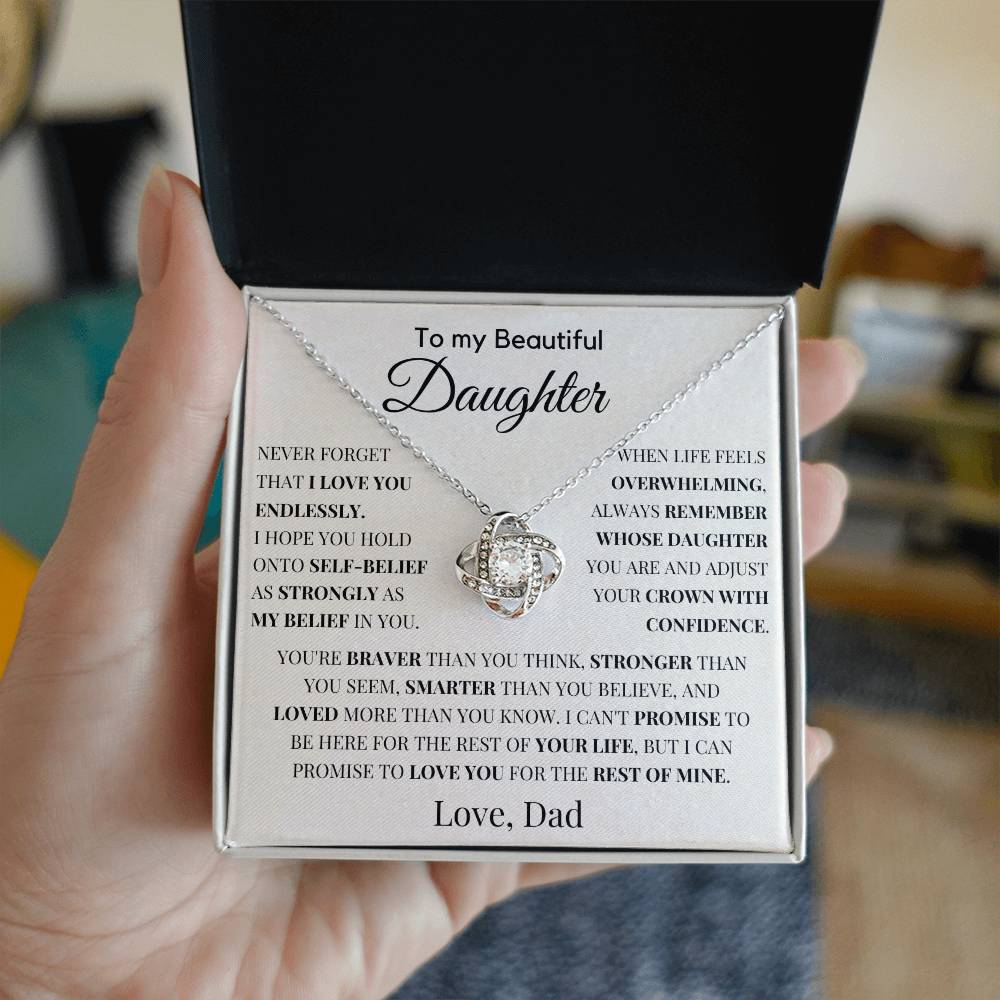 To my Beautiful
Daughter
NEVER FORGET
THAT I LOVE YOU
ENDLESSLY.
I HOPE YOU HOLD
ONTO SELF-BELIEF
AS STRONGLY AS
MY BELIEF IN YOU.
WHEN LIFE FEELS
OVERWHELMING,
ALWAYS REMEMBER
WHOSE DAUGHTER
YOU ARE AND ADJUST
YOUR CROWN WITH
CONFIDENCE.
YOU'RE BRAVER THAN YOU THINK, STRONGER THAN
YOU SEEM, SMARTER THAN YOU BELIEVE, AND
LOVED MORE THAN YOU KNOW. I CAN'T PROMISE TO
BE HERE FOR THE REST OF YOUR LIFE, BUT I CAN
PROMISE TO LOVE YOU FOR THE REST OF MINE.
Love, Dad